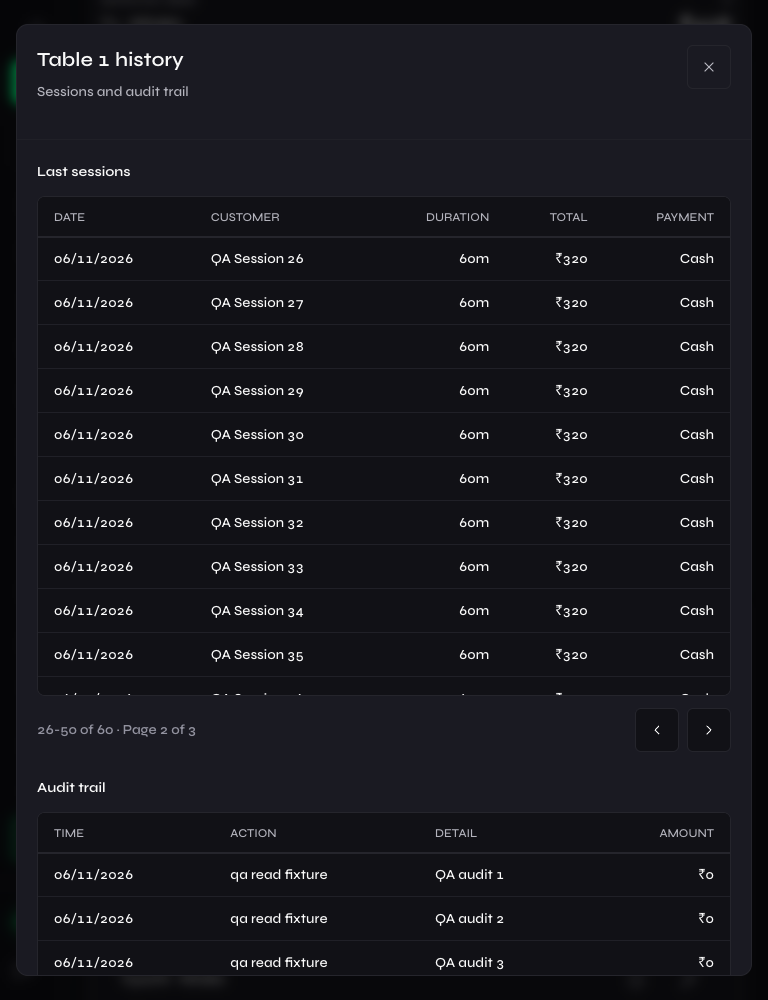 Table 1 history
Sessions and audit trail
Last sessions
DATE CUSTOMER DURATION TOTAL PAYMENT
06/11/2026 QA Session 26 60m ₹320 Cash
06/11/2026 QA Session 27 60m ₹320 Cash
06/11/2026 QA Session 28 60m ₹320 Cash
06/11/2026 QA Session 29 60m ₹320 Cash
06/11/2026 QA Session 30 60m ₹320 Cash
06/11/2026 QA Session 31 60m ₹320 Cash
06/11/2026 QA Session 32 60m ₹320 Cash
06/11/2026 QA Session 33 60m ₹320 Cash
06/11/2026 QA Session 34 60m ₹320 Cash
06/11/2026 QA Session 35 60m ₹320 Cash
26-50 of 60 · Page 2 of 3
Audit trail
TIME ACTION DETAIL AMOUNT
06/11/2026 qa read fixture QA audit 1 ₹0
06/11/2026 qa read fixture QA audit 2 ₹0
06/11/2026 qa read fixture QA audit 3 ₹0